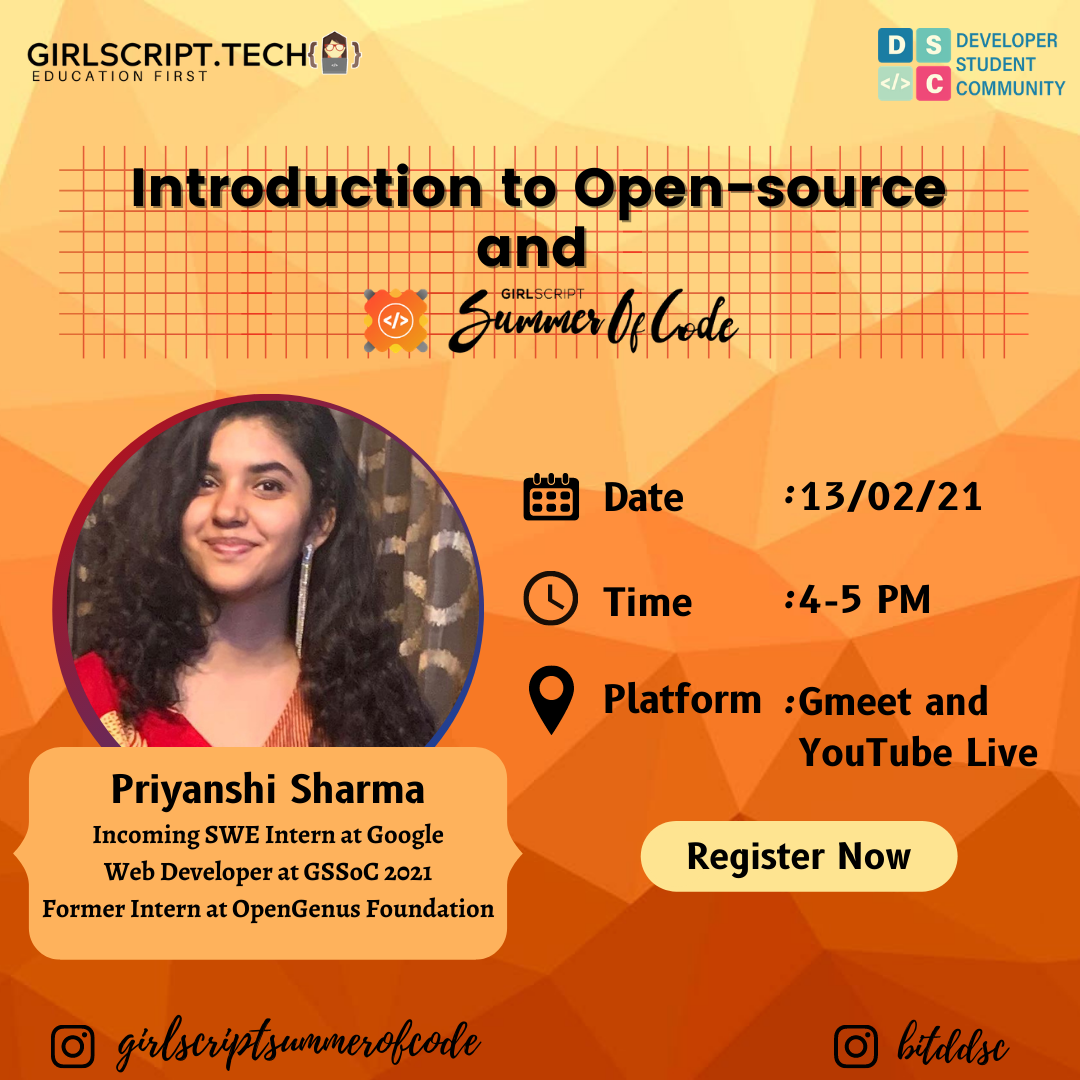 GIRLSCRIPT.TECH
EDUCATION FIRST
D S
</> C
DEVELOPER
STUDENT
COMMUNITY
Introduction to Open-source
and
</>
GIRLSCRIPT
Summer Of Code
Date :13/02/21
Time :4-5 PM
Platform :Gmeet and
YouTube Live
Priyanshi Sharma
Incoming SWE Intern at Google
Web Developer at GSSoC 2021
Former Intern at OpenGenus Foundation
Register Now
girlscriptsummerofcode
bitddsc